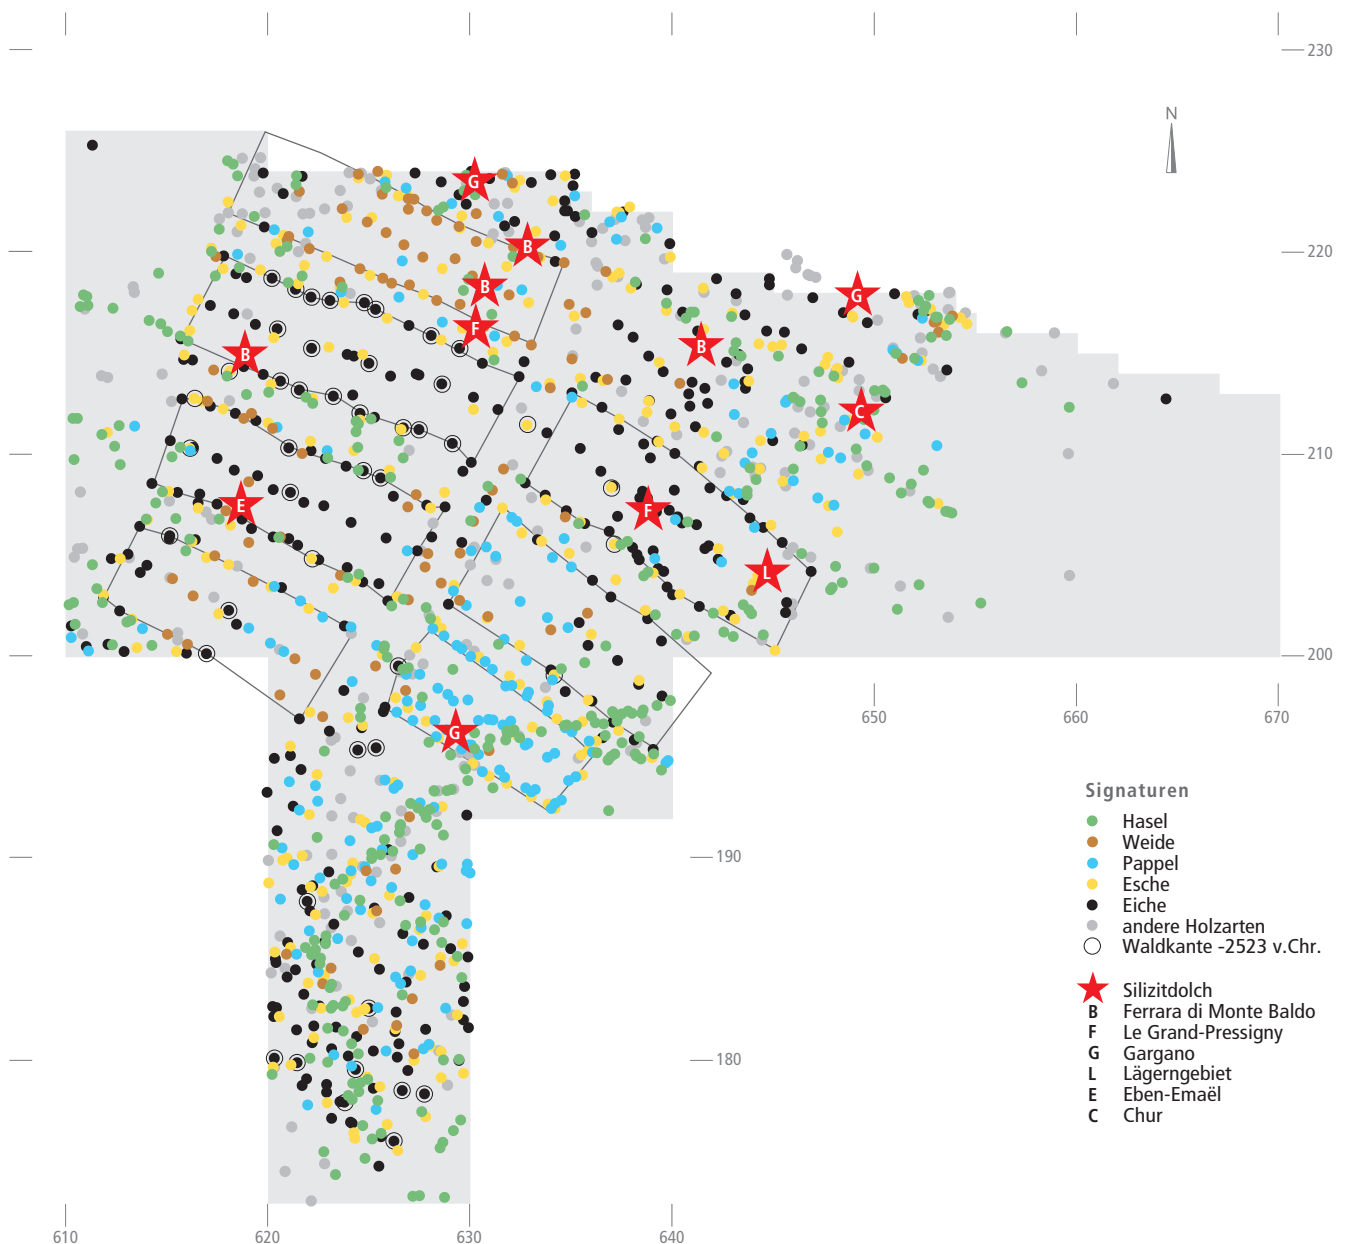 230
N
G
B
220
B
G
F
B
B
C
210
E
F
L
200
650
660
670
G
Signaturen
Hasel
Weide
Pappel
190
Esche
Eiche
andere Holzarten
Waldkante -2523 v.Chr.
Silizitdolch
B Ferrara di Monte Baldo
F Le Grand-Pressigny
G Gargano
180
L Lägerngebiet
E Eben-Emaël
C Chur
610
620
630
640